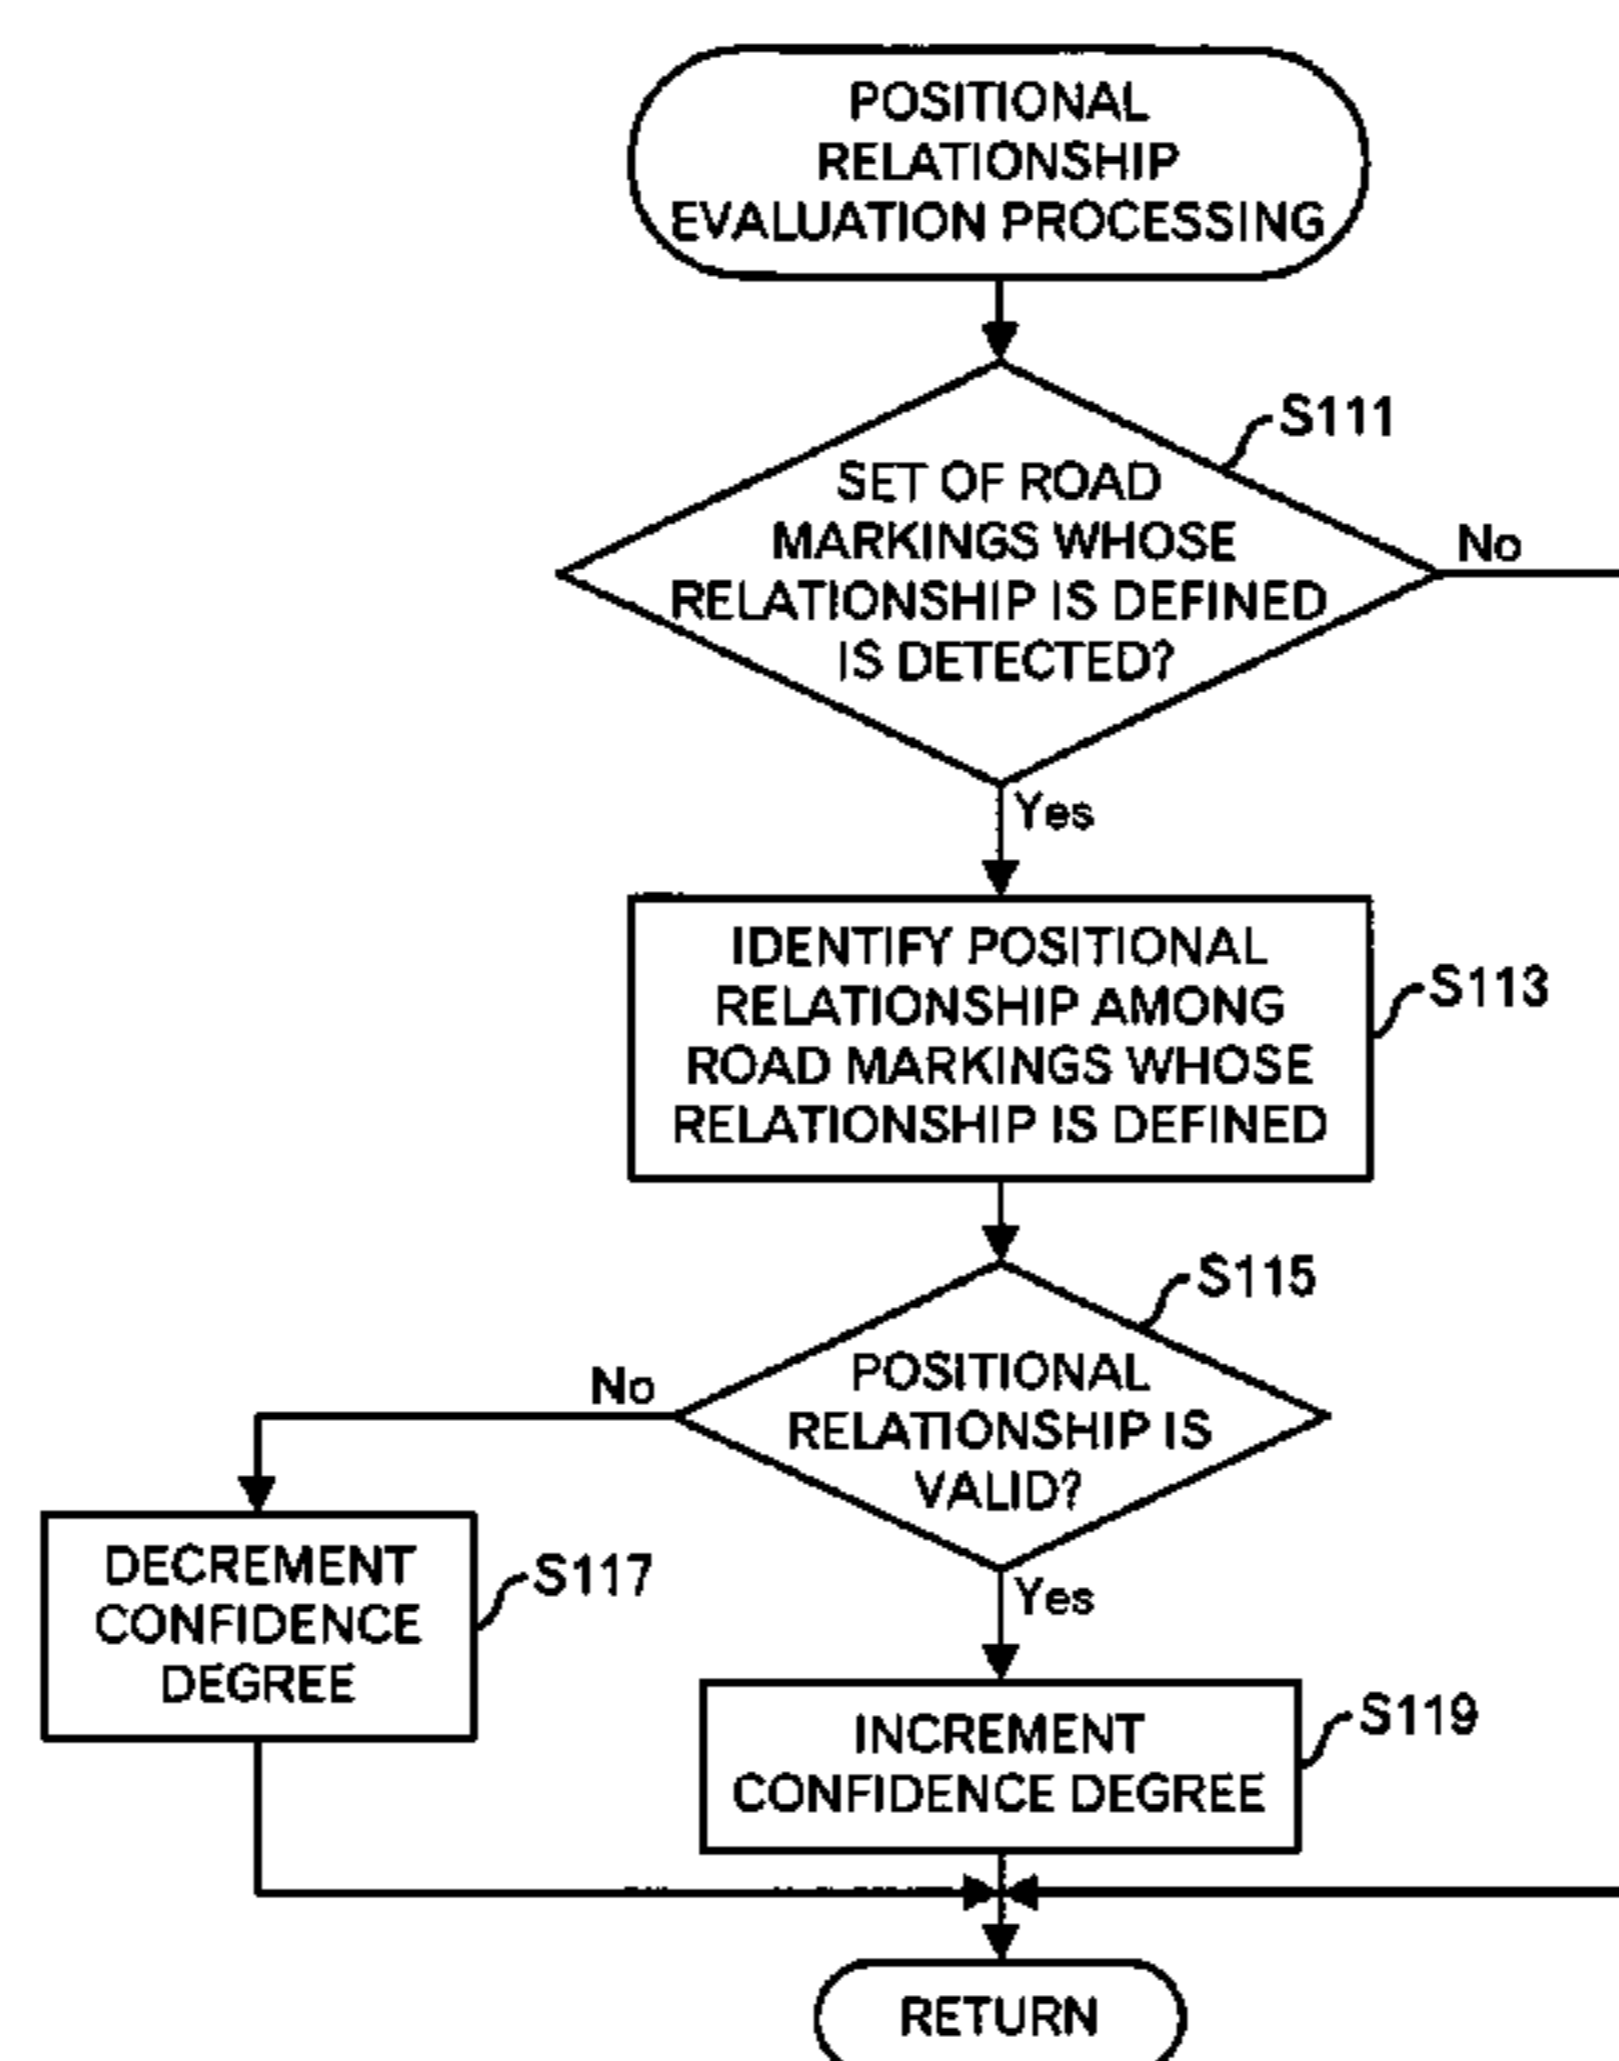 POSITIONAL
RELATIONSHIP
EVALUATION PROCESSING
S111
SET OF ROAD
MARKINGS WHOSE
RELATIONSHIP IS DEFINED
IS DETECTED?
No
Yes
IDENTIFY POSITIONAL
RELATIONSHIP AMONG
ROAD MARKINGS WHOSE
RELATIONSHIP IS DEFINED
S113
S115
POSITIONAL
RELATIONSHIP IS
VALID?
No
Yes
DECREMENT
CONFIDENCE
DEGREE
S117
INCREMENT
CONFIDENCE DEGREE
S119
RETURN